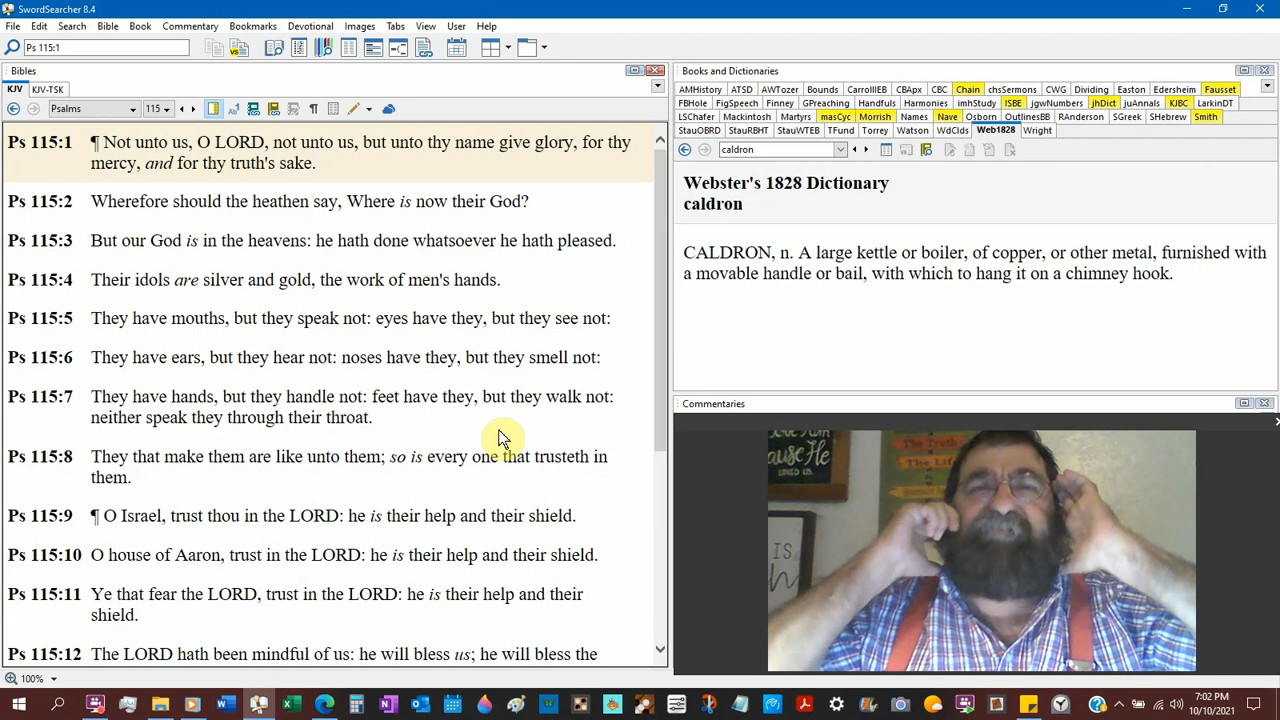 SwordSearcher 8.4
File Edit Search Bible Book Commentary Bookmarks Devotional Images Tabs View User Help
Ps 115:1
Bibles
KJV KJV-TSK
Psalms 115
Ps 115:1 ¶ Not unto us, O LORD, not unto us, but unto thy name give glory, for thy
mercy, and for thy truth's sake.
Ps 115:2 Wherefore should the heathen say, Where is now their God?
Ps 115:3 But our God is in the heavens: he hath done whatsoever he hath pleased.
Ps 115:4 Their idols are silver and gold, the work of men's hands.
Ps 115:5 They have mouths, but they speak not: eyes have they, but they see not:
Ps 115:6 They have ears, but they hear not: noses have they, but they smell not:
Ps 115:7 They have hands, but they handle not: feet have they, but they walk not:
neither speak they through their throat.
Ps 115:8 They that make them are like unto them; so is every one that trusteth in
them.
Ps 115:9 ¶ O Israel, trust thou in the LORD: he is their help and their shield.
Ps 115:10 O house of Aaron, trust in the LORD: he is their help and their shield.
Ps 115:11 Ye that fear the LORD, trust in the LORD: he is their help and their
shield.
Ps 115:12 The LORD hath been mindful of us: he will bless us; he will bless the
100%
Books and Dictionaries
AMHistory ATSD AWTozer Bounds CarrollEIB CBApx CBC Chain chsSermons CWG Dividing Easton Edersheim Fausset
FBHole FigSpeech Finney GPreaching Handfuls Harmonies imhStudy ISBE jgwNumbers jhDict juAnnals KJBC LarkinDT
LSChafer Mackintosh Martyrs masCyc Morrish Names Nave Osborn OutlinesBB RAnderson SGreek SHebrew Smith
StauOBRD StauRBHT StauWTEB TFund Torrey Watson WdClds Web1828 Wright
caldron
Webster's 1828 Dictionary
caldron
CALDRON, n. A large kettle or boiler, of copper, or other metal, furnished with
a movable handle or bail, with which to hang it on a chimney hook.
Commentaries
ause He
LOVED US.
The Truth
The Life
IS
7:02 PM
10/10/2021